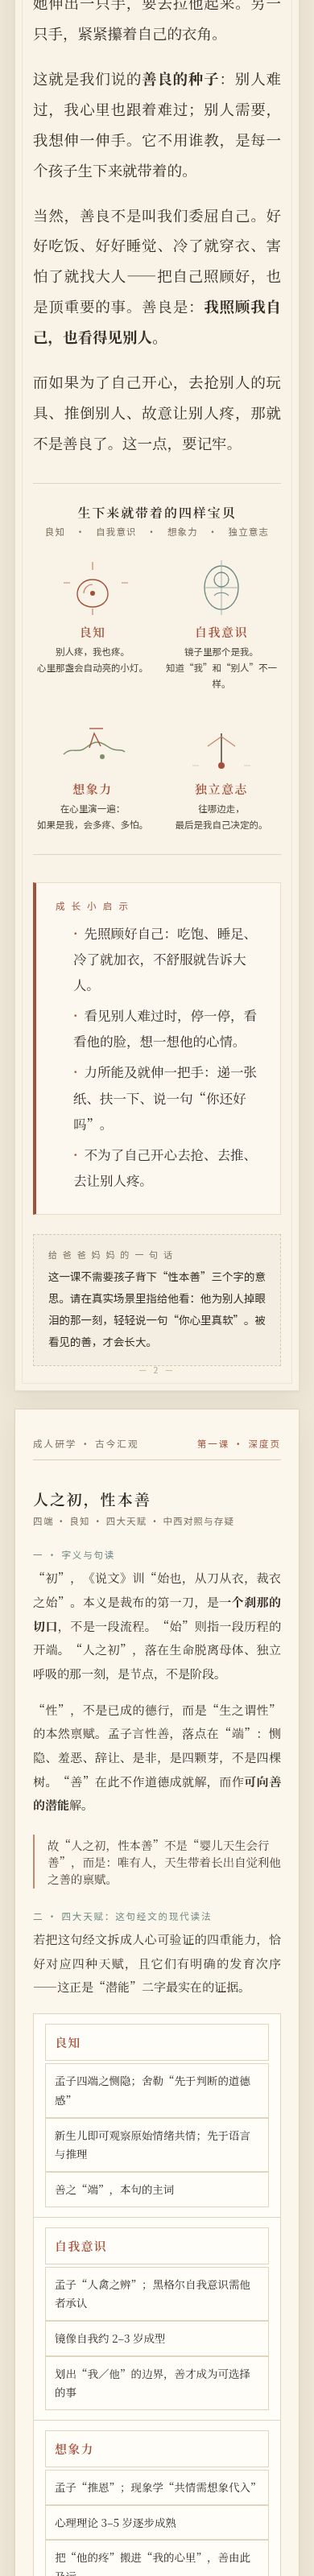 她伸出一只手，要去拉他起来。另一
只手，紧紧攥着自己的衣角。
这就是我们说的善良的种子：别人难
过，我心里也跟着难过；别人需要，
我想伸一伸手。它不用谁教，是每一
个孩子生下来就带着的。
当然，善良不是叫我们委屈自己。好
好吃饭、好好睡觉、冷了就穿衣、害
怕了就找大人——把自己照顾好，也
是顶重要的事。善良是：我照顾我自
己，也看得见别人。
而如果为了自己开心，去抢别人的玩
具、推倒别人、故意让别人疼，那就
不是善良了。这一点，要记牢。
生下来就带着的四样宝贝
良知 • 自我意识 • 想象力 • 独立意志
良知
别人疼，我也疼。
心里那盏会自动亮的小灯。
自我意识
镜子里那个是我。
知道“我”和“别人”不一
样。
想象力
在心里演一遍：
如果是我，会多疼、多怕。
独立意志
往哪边走，
最后是我自己决定的。
成长小启示
· 先照顾好自己：吃饱、睡足、
冷了就加衣，不舒服就告诉大
人。
· 看见别人难过时，停一停，看
看他的脸，想一想他的心情。
· 力所能及就伸一把手：递一张
纸、扶一下、说一句“你还好
吗”。
· 不为了自己开心去抢、去推、
去让别人疼。
给爸爸妈妈的一句话
这一课不需要孩子背下“性本善”三个字的意
思。请在真实场景里指给他看：他为别人掉眼
泪的那一刻，轻轻说一句“你心里真软”。被
看见的善，才会长大。
— 2 —
成人研学 • 古今汇观
第一课 • 深度页
人之初，性本善
四端 • 良知 • 四大天赋 • 中西对照与存疑
一 • 字义与句读
“初”，《说文》训“始也，从刀从衣，裁衣
之始”。本义是裁布的第一刀，是一个刹那的
切口，不是一段流程。“始”则指一段历程的
开端。“人之初”，落在生命脱离母体、独立
呼吸的那一刻，是节点，不是阶段。
“性”，不是已成的德行，而是“生之谓性”
的本然禀赋。孟子言性善，落点在“端”：恻
隐、羞恶、辞让、是非，是四颗芽，不是四棵
树。“善”在此不作道德成就解，而作可向善
的潜能解。
故“人之初，性本善”不是“婴儿天生会行
善”，而是：唯有人，天生带着长出自觉利他
之善的禀赋。
二 • 四大天赋：这句经文的现代读法
若把这句经文拆成人心可验证的四重能力，恰
好对应四种天赋，且它们有明确的发育次序
——这正是“潜能”二字最实在的证据。
良知
孟子四端之恻隐；舍勒“先于判断的道德
感”
新生儿即可观察原始情绪共情；先于语言
与推理
善之“端”，本句的主词
自我意识
孟子“人禽之辨”；黑格尔自我意识需他
者承认
镜像自我约 2–3 岁成型
划出“我／他”的边界，善才成为可选择
的事
想象力
孟子“推恩”；现象学“共情需想象代入”
心理理论 3–5 岁逐步成熟
把“他的疼”搬进“我的心里”，善由此
及远